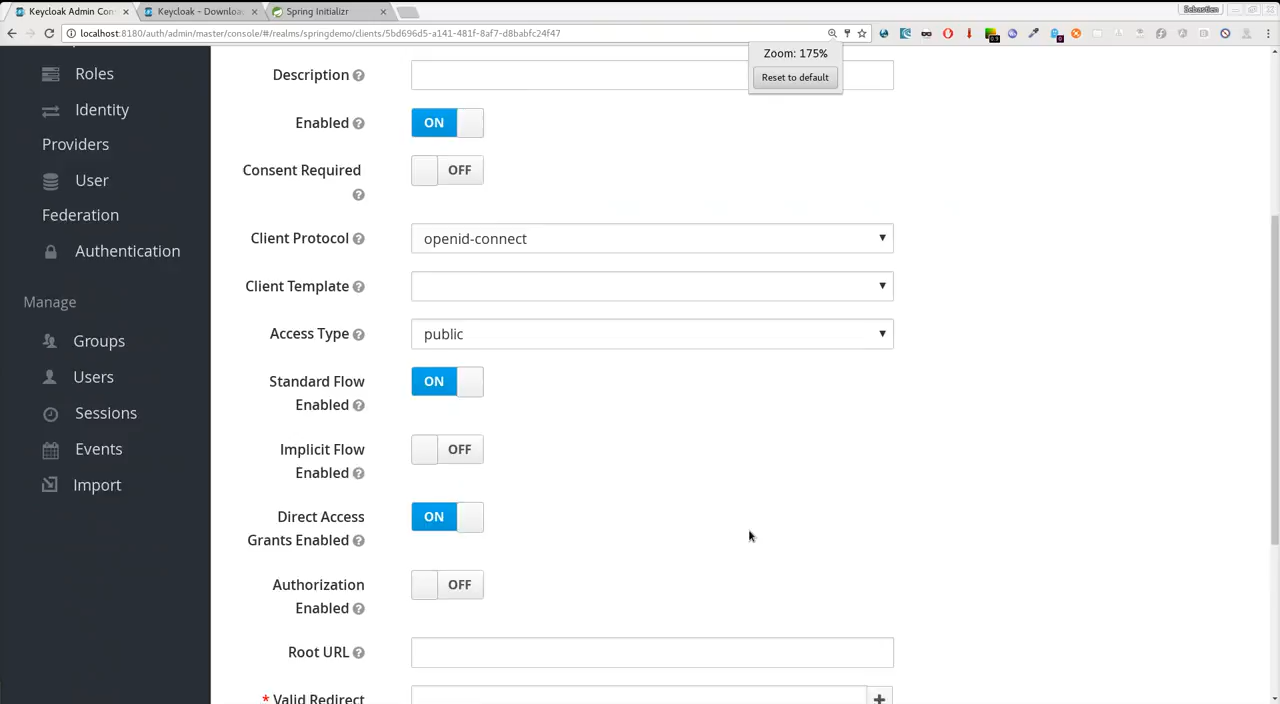 Keycloak Admin Con
Keycloak - Downloa
Spring Initializr
Sebastien
localhost:8180/auth/admin/master/console/#/realms/springdemo/clients/5bd696d5-a141-481f-8af7-d8babfc24f47
Zoom: 175%
Reset to default
Roles
Identity
Providers
User
Federation
Authentication
Manage
Groups
Users
Sessions
Events
Import
Description
Enabled
ON
Consent Required
OFF
Client Protocol
openid-connect
Client Template
Access Type
public
Standard Flow
Enabled
ON
Implicit Flow
Enabled
OFF
Direct Access
Grants Enabled
ON
Authorization
Enabled
OFF
Root URL
* Valid Redirect